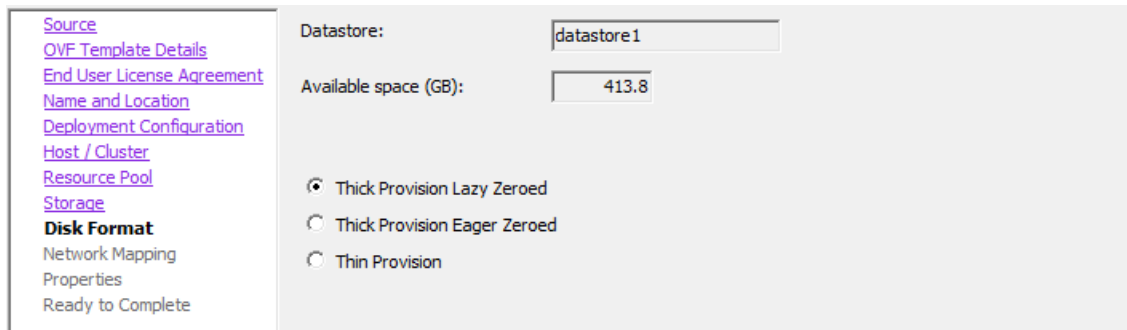 Source
OVF Template Details
End User License Agreement
Name and Location
Deployment Configuration
Host / Cluster
Resource Pool
Storage
Disk Format
Network Mapping
Properties
Ready to Complete
Datastore: datastore1
Available space (GB): 413.8
Thick Provision Lazy Zeroed
Thick Provision Eager Zeroed
Thin Provision